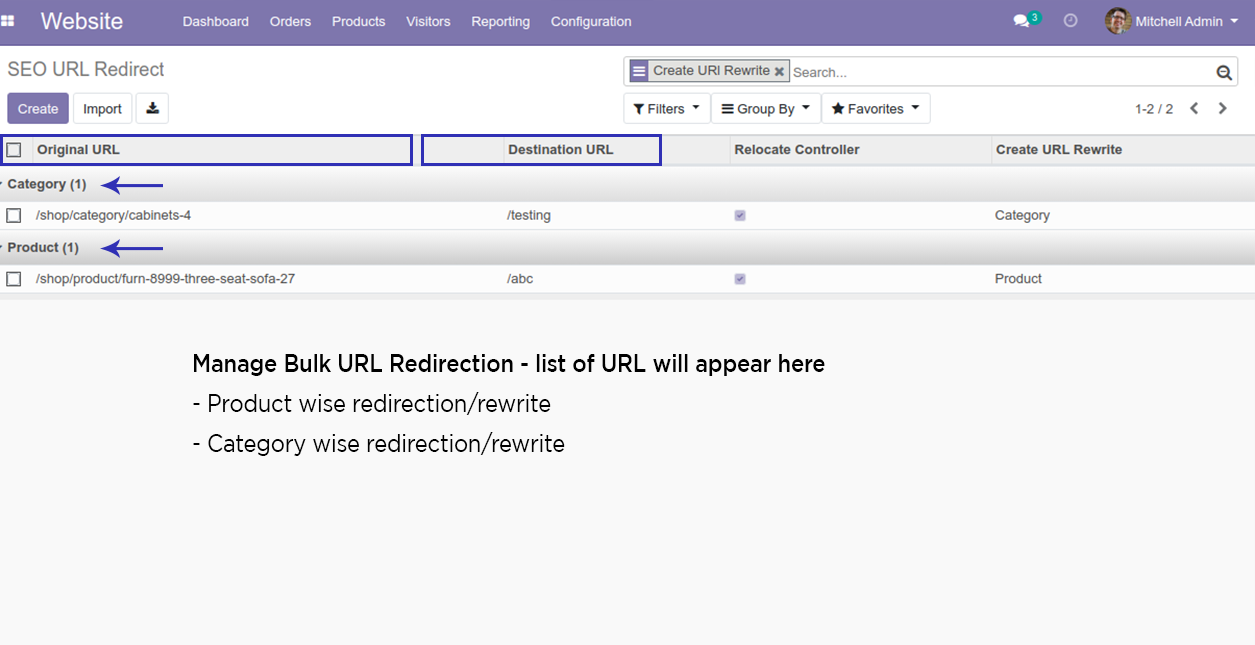 Website Dashboard Orders Products Visitors Reporting Configuration 3 Mitchell Admin
SEO URL Redirect Create URl Rewrite Search...
Create Import Filters Group By Favorites 1-2 / 2
Original URL Destination URL Relocate Controller Create URL Rewrite
Category (1)
/shop/category/cabinets-4 /testing Category
Product (1)
/shop/product/furn-8999-three-seat-sofa-27 /abc Product
Manage Bulk URL Redirection - list of URL will appear here
- Product wise redirection/rewrite
- Category wise redirection/rewrite